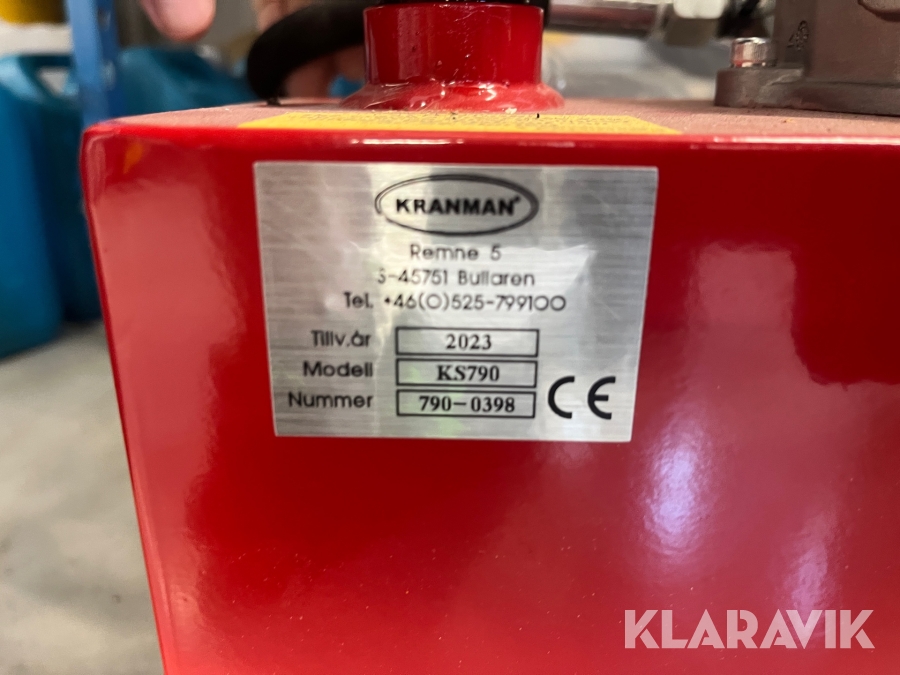 KRANMAN®
Remne 5
S-45751 Bullaren
Tel. +46(0)525-799100
Tillv.år 2023
Modell KS790
Nummer 790-0398 CE
KLARAVIK